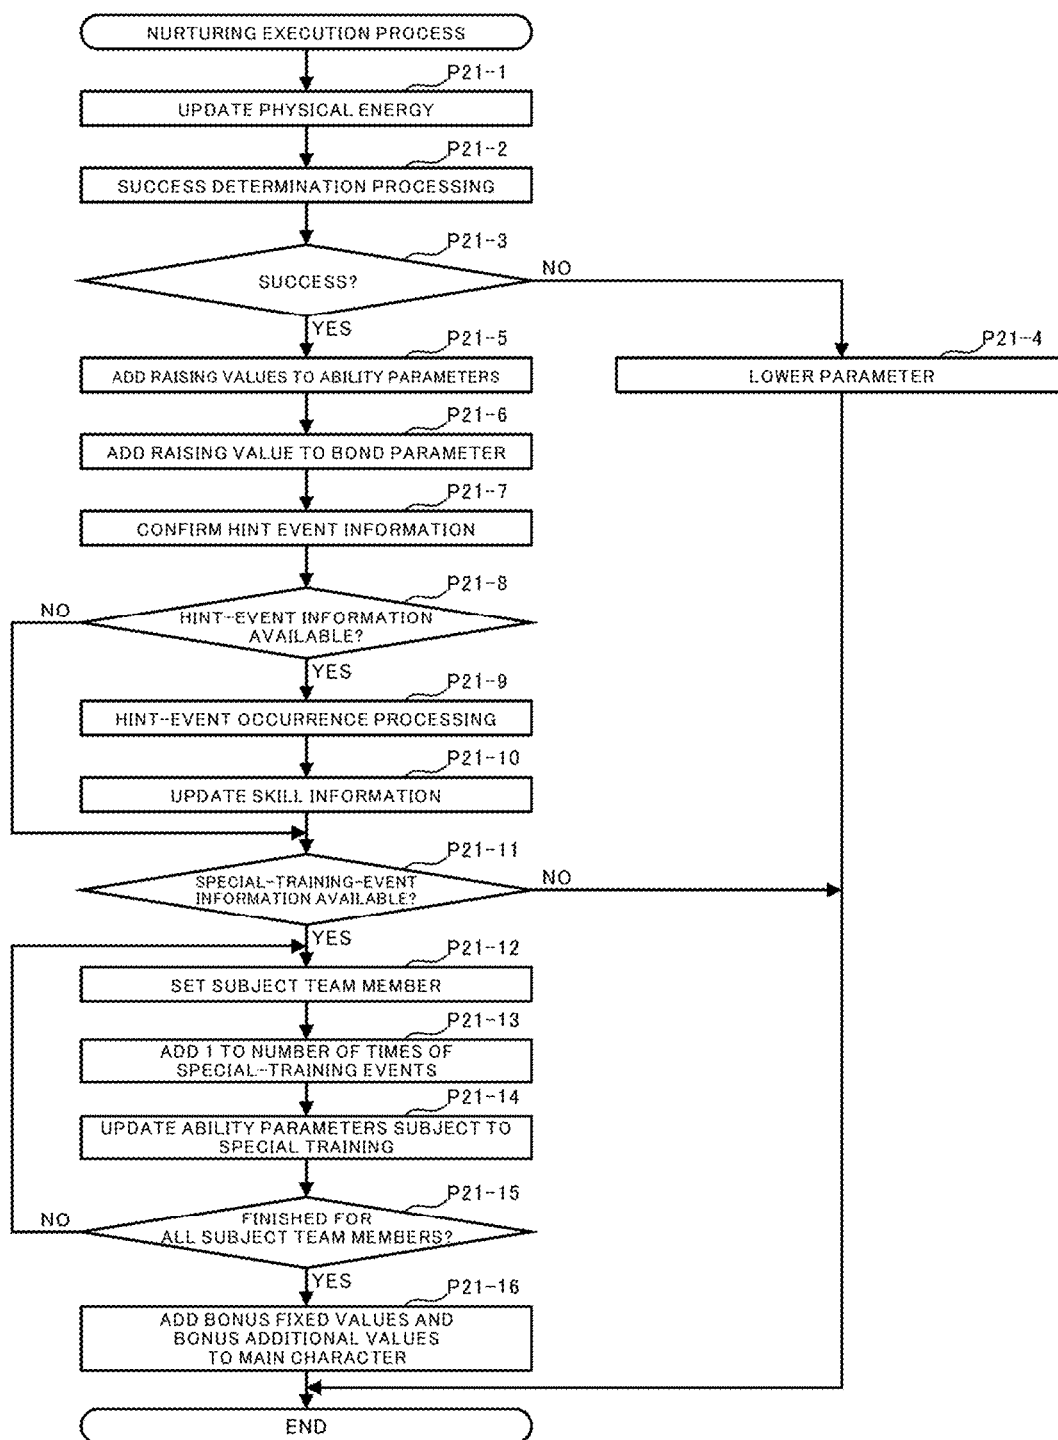 NURTURING EXECUTION PROCESS
P21-1
UPDATE PHYSICAL ENERGY
P21-2
SUCCESS DETERMINATION PROCESSING
P21-3
SUCCESS?
NO
YES
P21-5
ADD RAISING VALUES TO ABILITY PARAMETERS
P21-4
LOWER PARAMETER
P21-6
ADD RAISING VALUE TO BOND PARAMETER
P21-7
CONFIRM HINT EVENT INFORMATION
P21-8
NO
HINT-EVENT INFORMATION
AVAILABLE?
YES
P21-9
HINT-EVENT OCCURRENCE PROCESSING
P21-10
UPDATE SKILL INFORMATION
P21-11
SPECIAL-TRAINING-EVENT
INFORMATION AVAILABLE?
NO
YES
P21-12
SET SUBJECT TEAM MEMBER
P21-13
ADD 1 TO NUMBER OF TIMES OF
SPECIAL-TRAINING EVENTS
P21-14
UPDATE ABILITY PARAMETERS SUBJECT TO
SPECIAL TRAINING
P21-15
NO
FINISHED FOR
ALL SUBJECT TEAM MEMBERS?
YES
P21-16
ADD BONUS FIXED VALUES AND
BONUS ADDITIONAL VALUES
TO MAIN CHARACTER
END